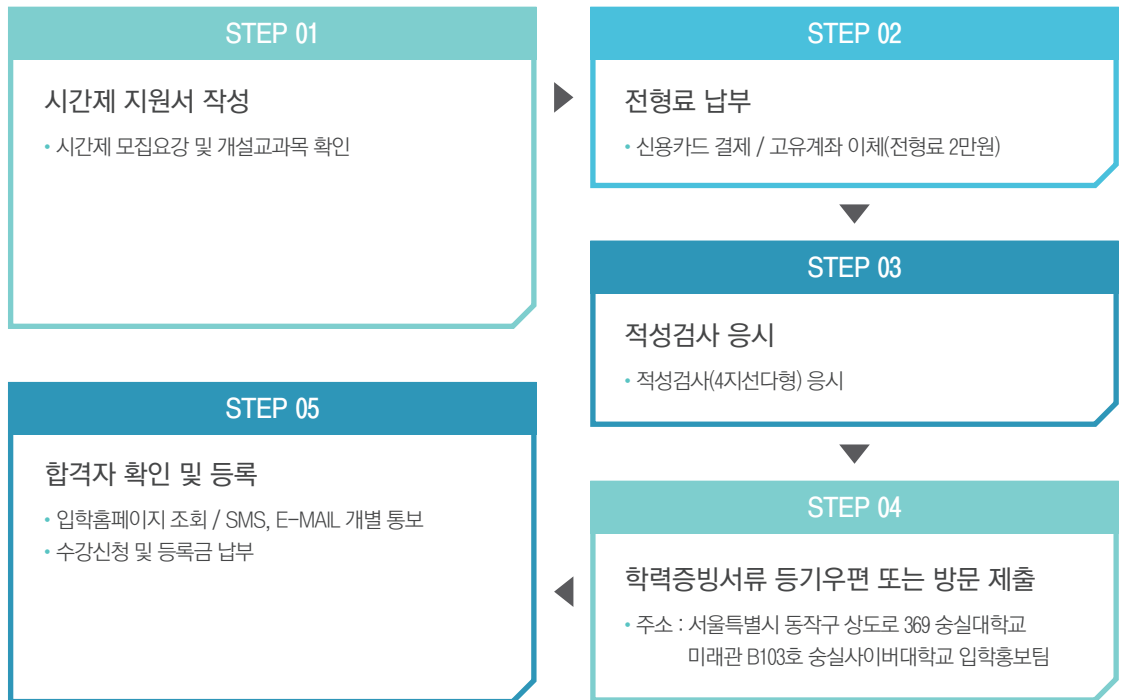 STEP 01
시간제 지원서 작성
• 시간제 모집요강 및 개설교과목 확인
STEP 02
전형료 납부
• 신용카드 결제 / 고유계좌 이체(전형료 2만원)
STEP 03
적성검사 응시
• 적성검사(4지선다형) 응시
STEP 04
학력증빙서류 등기우편 또는 방문 제출
• 주소 : 서울특별시 동작구 상도로 369 숭실대학교
미래관 B103호 숭실사이버대학교 입학홍보팀
STEP 05
합격자 확인 및 등록
• 입학홈페이지 조회 / SMS, E-MAIL 개별 통보
• 수강신청 및 등록금 납부